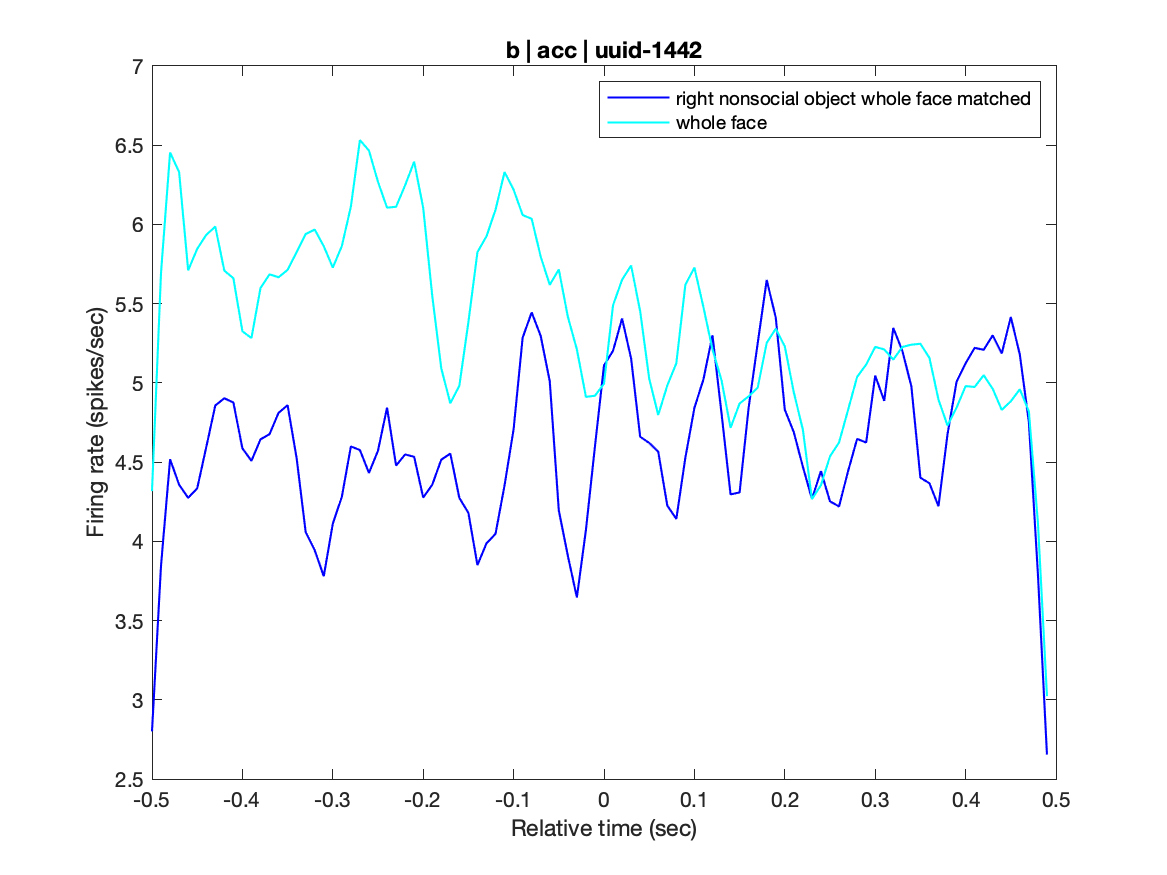 b | acc | uuid-1442
right nonsocial object whole face matched
whole face
7
6.5
6
5.5
5
4.5
4
3.5
3
2.5
Firing rate (spikes/sec)
-0.5 -0.4 -0.3 -0.2 -0.1 0 0.1 0.2 0.3 0.4 0.5
Relative time (sec)